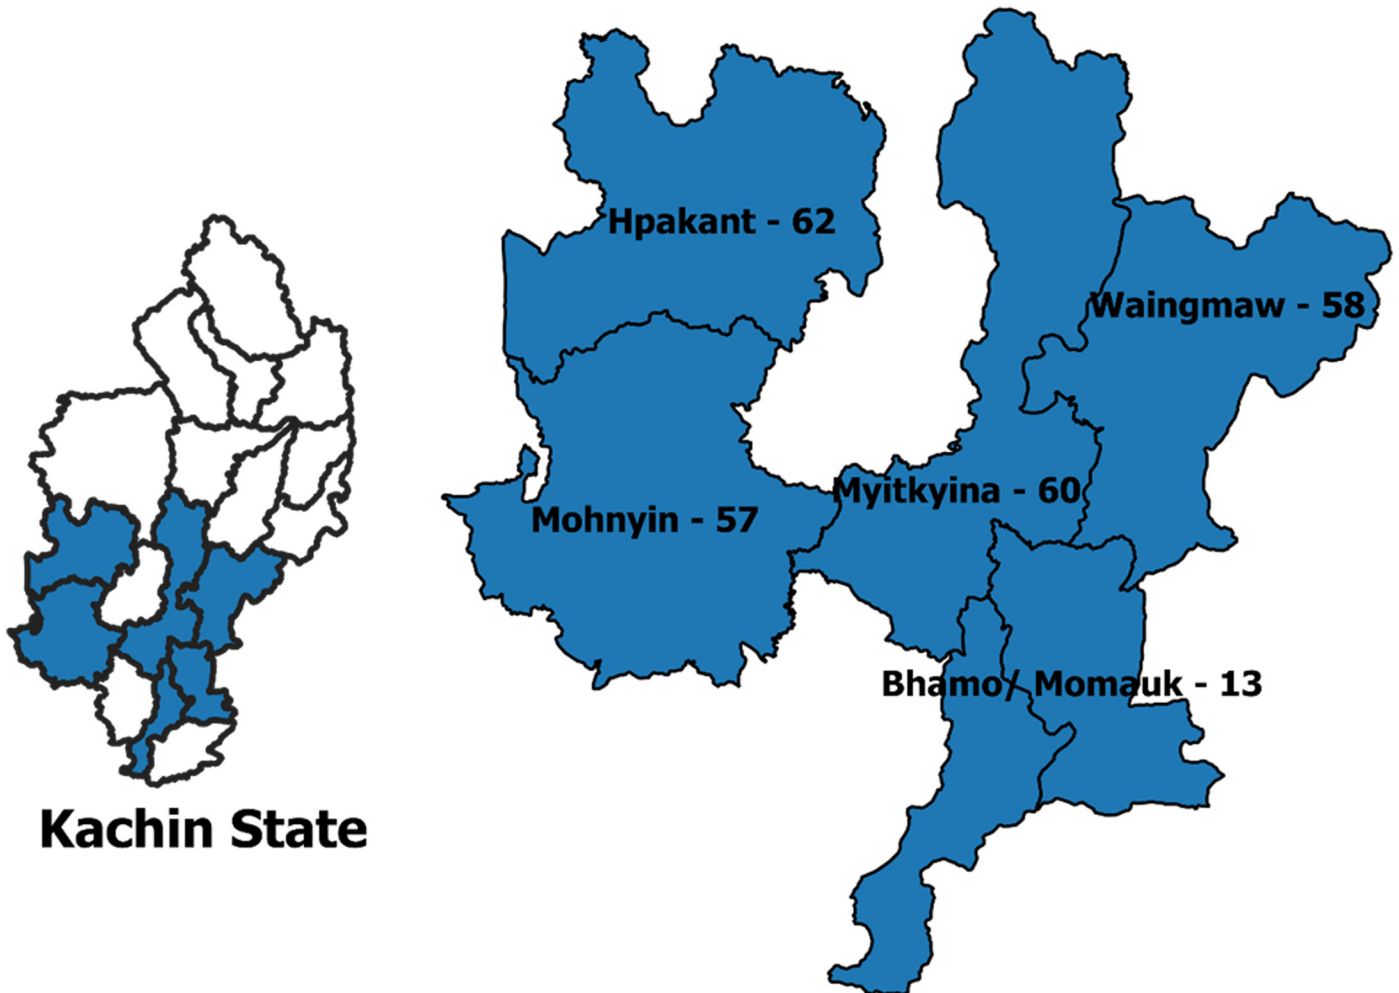 Hpakant - 62
Waingmaw - 58
Myitkyina - 60
Mohnyin - 57
Bhamo/ Momauk - 13
Kachin State